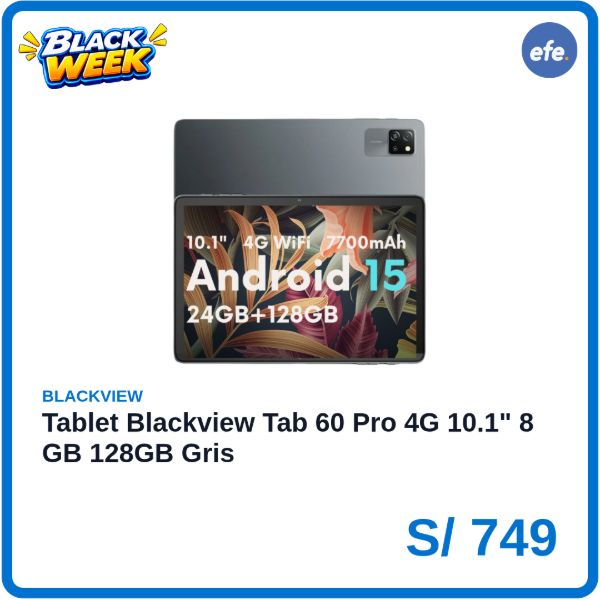 BLACK
WEEK
efe.
10.1" 4G WiFi 7700mAh
Android 15
24GB+128GB
BLACKVIEW
Tablet Blackview Tab 60 Pro 4G 10.1" 8
GB 128GB Gris
S/ 749